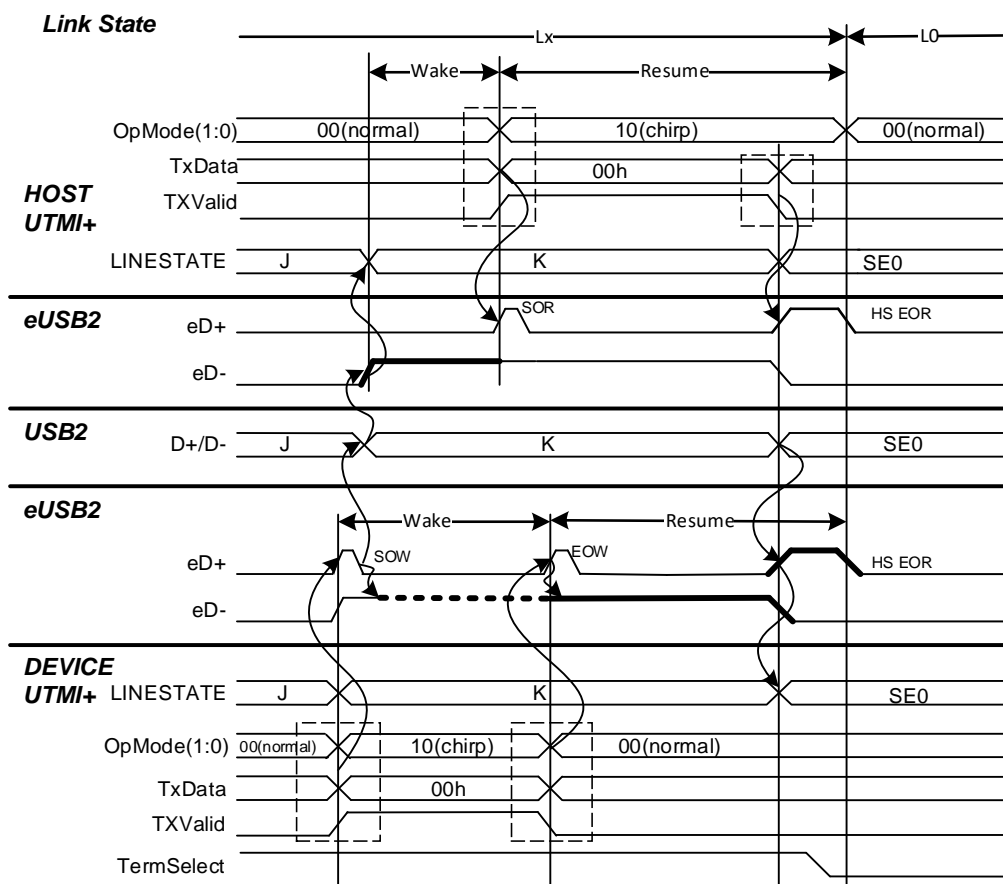 Link State
Lx L0
Wake Resume
OpMode(1:0) 00(normal) 10(chirp) 00(normal)
TxData 00h
HOST
UTMI+
TXValid
LINESTATE J K SE0
eUSB2
eD+ SOR HS EOR
eD-
USB2
D+/D- J K SE0
eUSB2
Wake Resume
eD+ SOW EOW HS EOR
eD-
DEVICE
UTMI+ LINESTATE J K SE0
OpMode(1:0) 00(normal) 10(chirp) 00(normal)
TxData 00h
TXValid
TermSelect